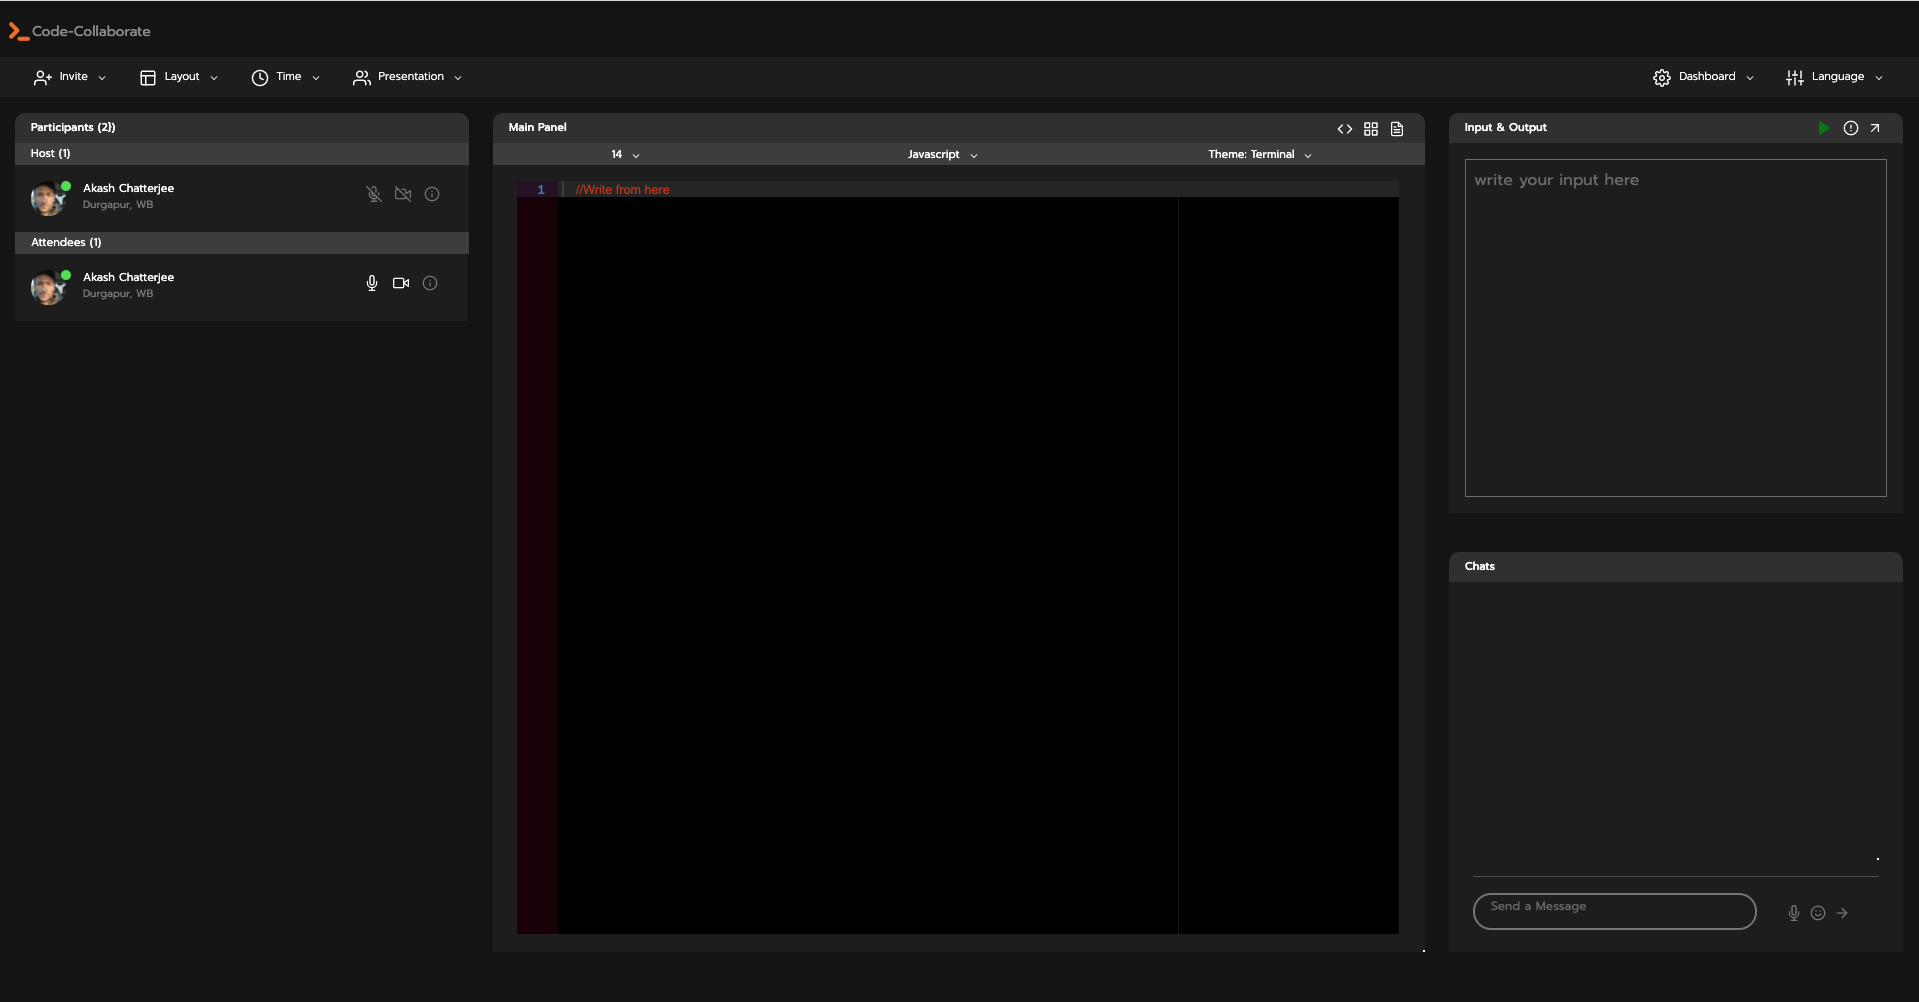 Code-Collaborate
Invite
Layout
Time
Presentation
Dashboard
Language
Participants (2})
Host (1)
Akash Chatterjee
Durgapur, WB
Attendees (1)
Akash Chatterjee
Durgapur, WB
Main Panel
14
Javascript
Theme: Terminal
1
//Write from here
Input & Output
write your input here
Chats
Send a Message